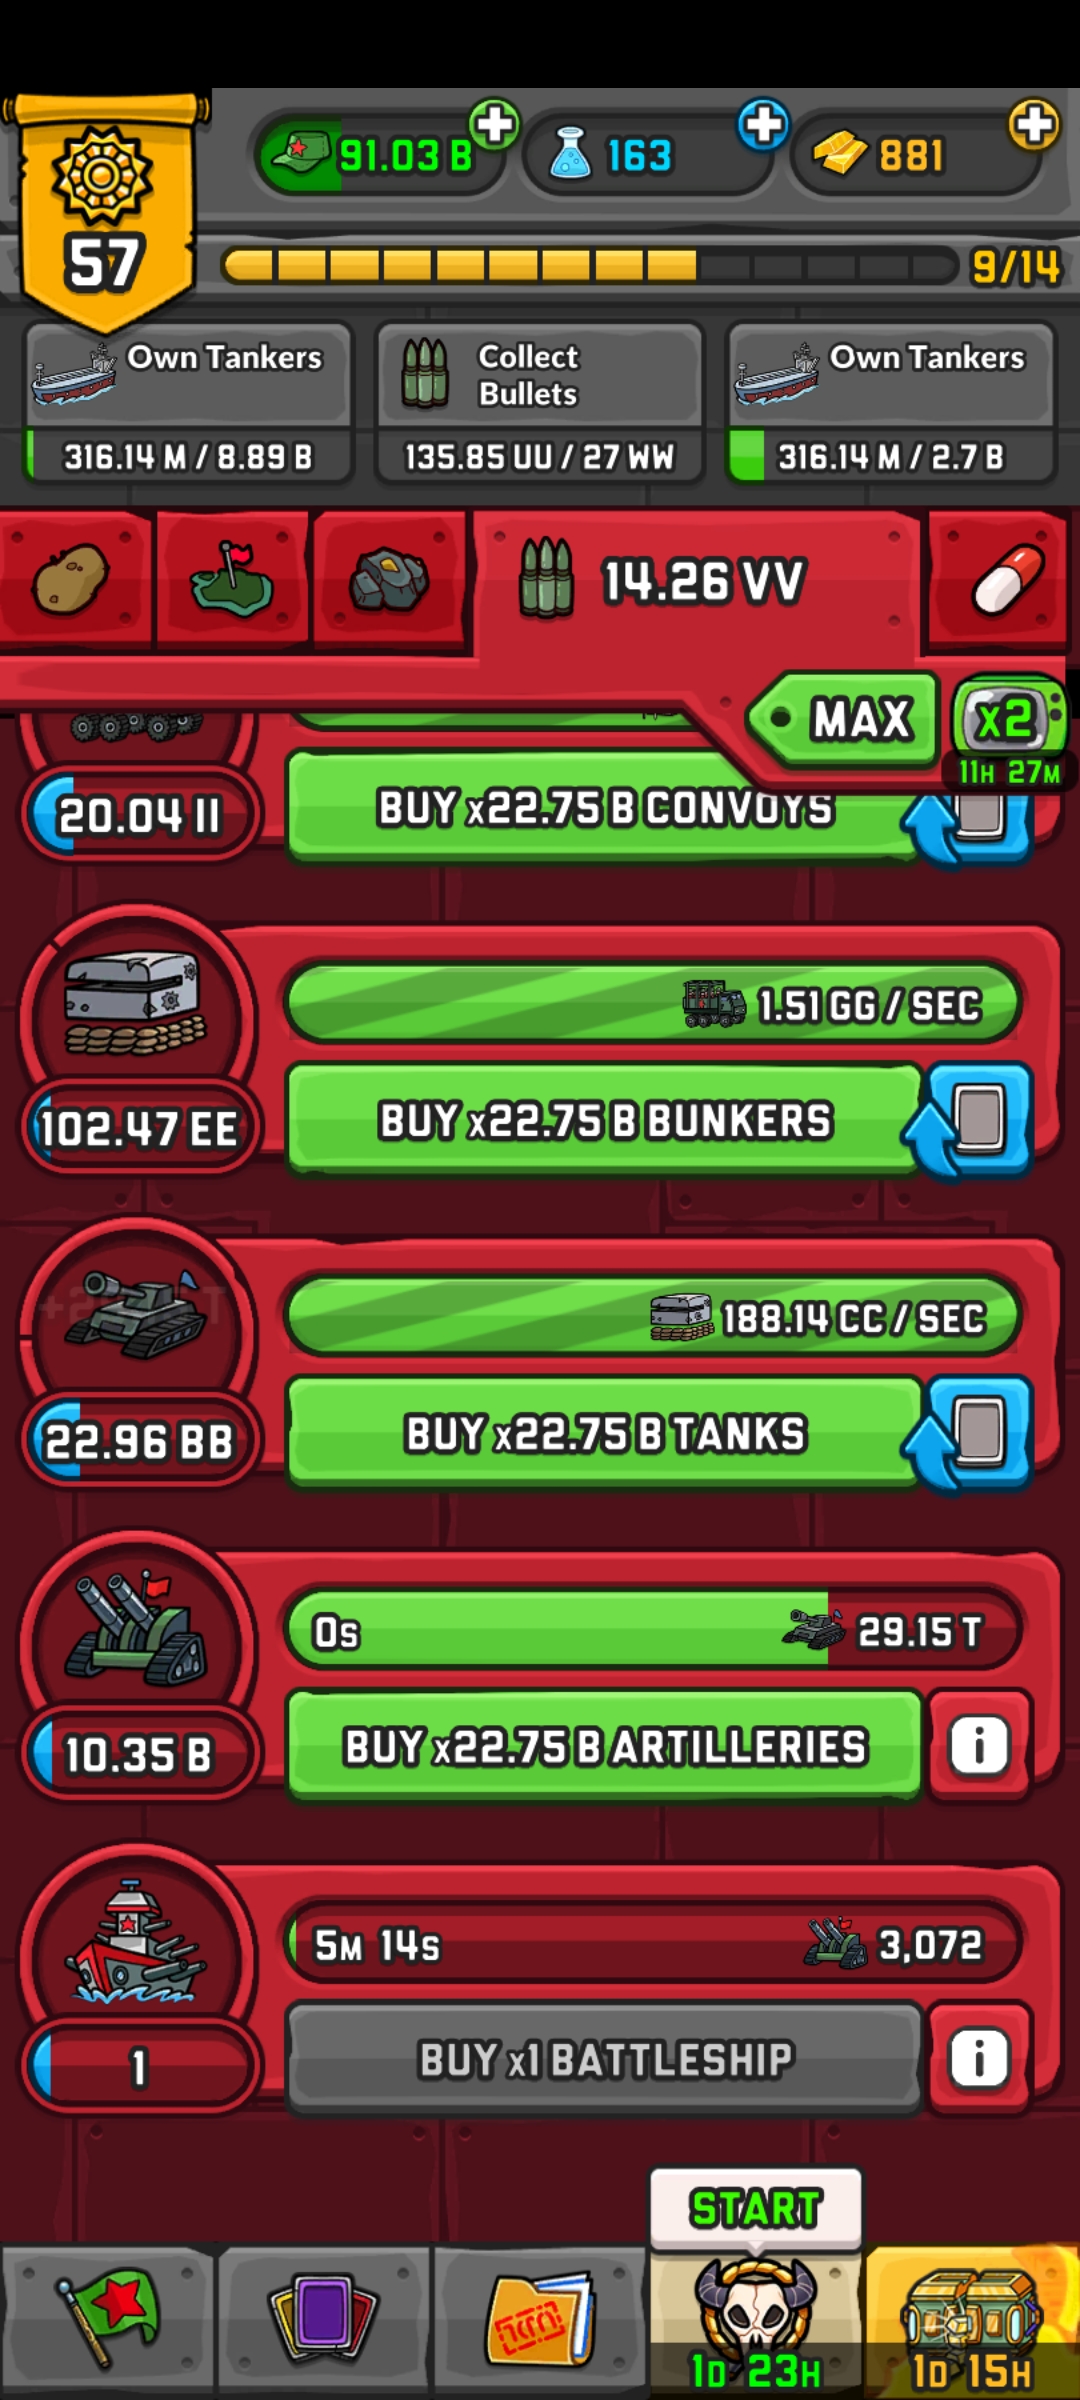 91.03 B
163
881
57
9/14
Own Tankers
316.14 M / 8.89 B
Collect
Bullets
135.85 UU / 27 WW
Own Tankers
316.14 M / 2.7 B
14.26 VV
MAX
x2
11H 27M
20.04 II
BUY x22.75 B CONVOYS
1.51 GG / SEC
102.47 EE
BUY x22.75 B BUNKERS
188.14 CC / SEC
22.96 BB
BUY x22.75 B TANKS
0s
29.15 T
10.35 B
BUY x22.75 B ARTILLERIES
i
5M 14s
3,072
1
BUY x1 BATTLESHIP
i
START
1D 23H
1D 15H